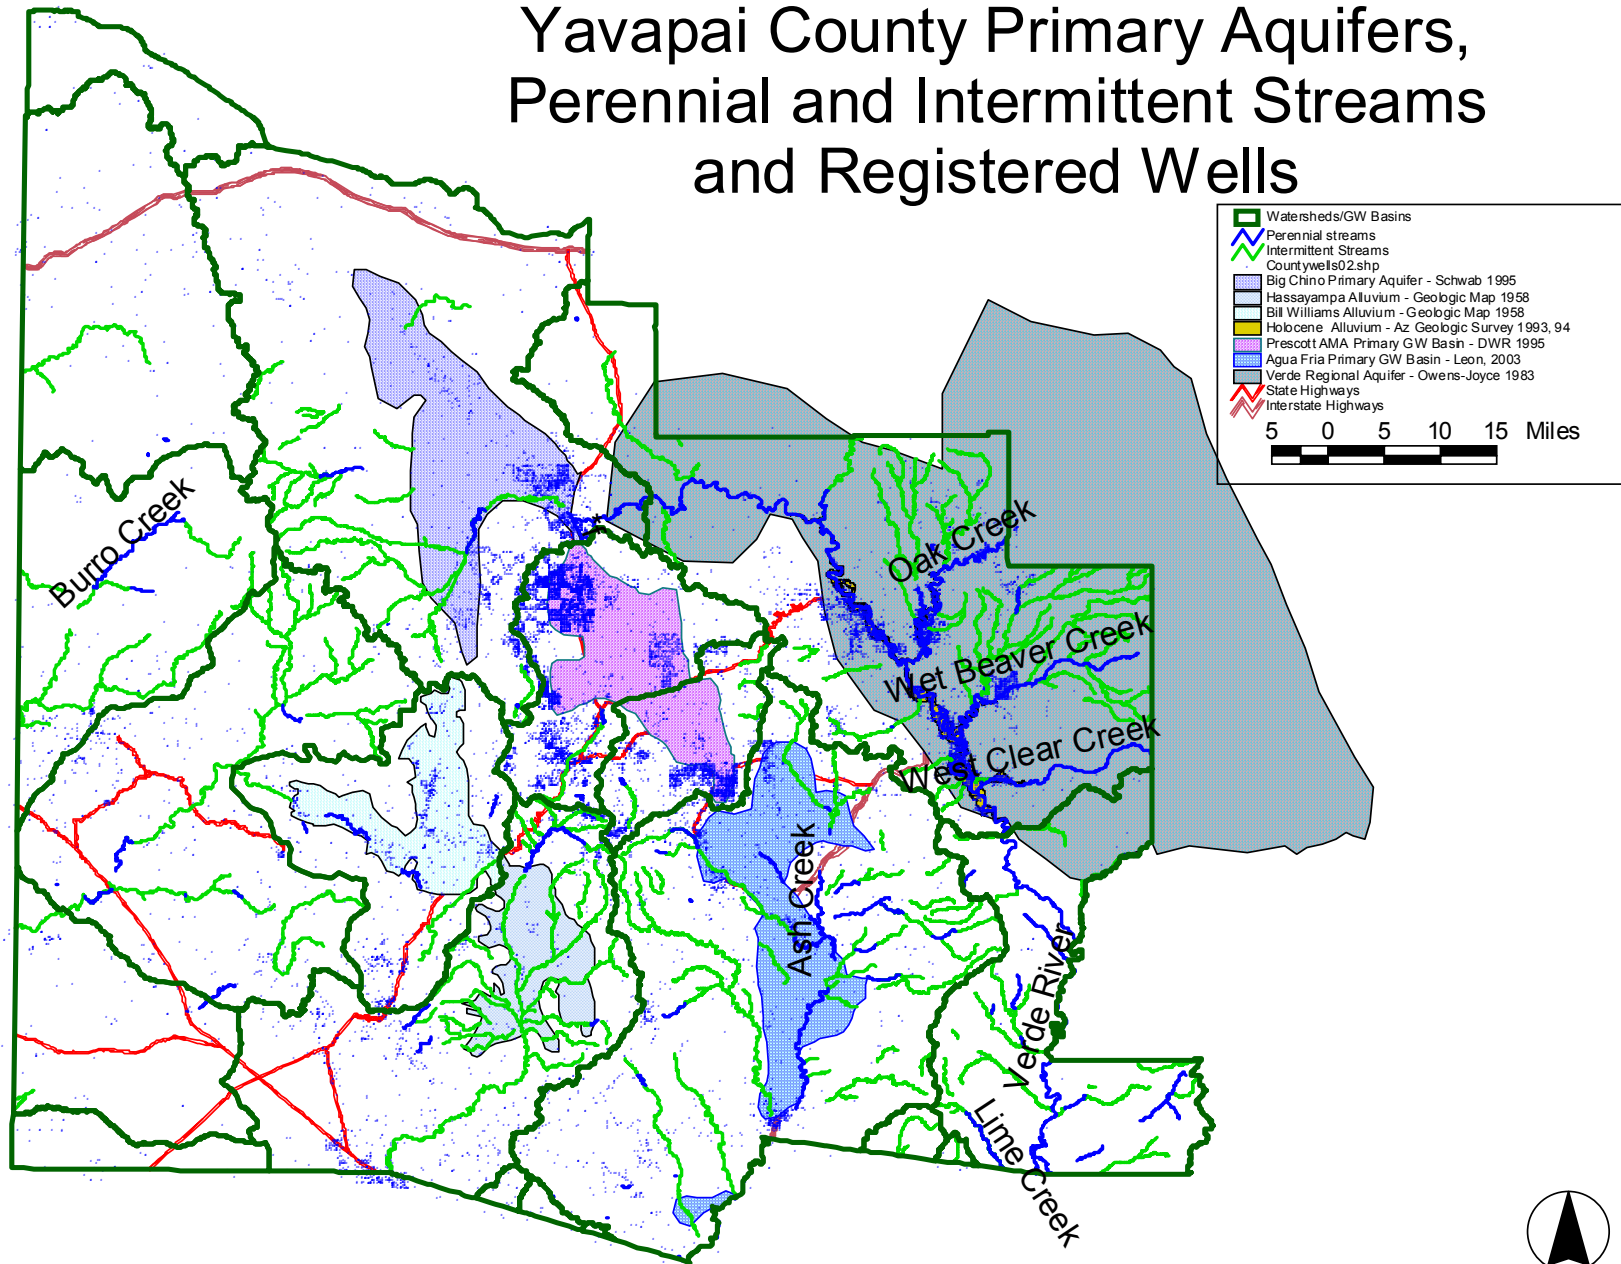 Yavapai County Primary Aquifers,
Perennial and Intermittent Streams
and Registered Wells
Watersheds/GW Basins
Perennial streams
Intermittent Streams
Countywells02.shp
Big Chino Primary Aquifer - Schwab 1995
Hassayampa Alluvium - Geologic Map 1958
Bill Williams Alluvium - Geologic Map 1958
Holocene Alluvium - Az Geologic Survey 1993, 94
Prescott AMA Primary GW Basin - DWR 1995
Agua Fria Primary GW Basin - Leon, 2003
Verde Regional Aquifer - Owens-Joyce 1983
State Highways
Interstate Highways
5 0 5 10 15 Miles
Burro Creek
Oak Creek
Wet Beaver Creek
West Clear Creek
Ash Creek
Verde River
Lime Creek